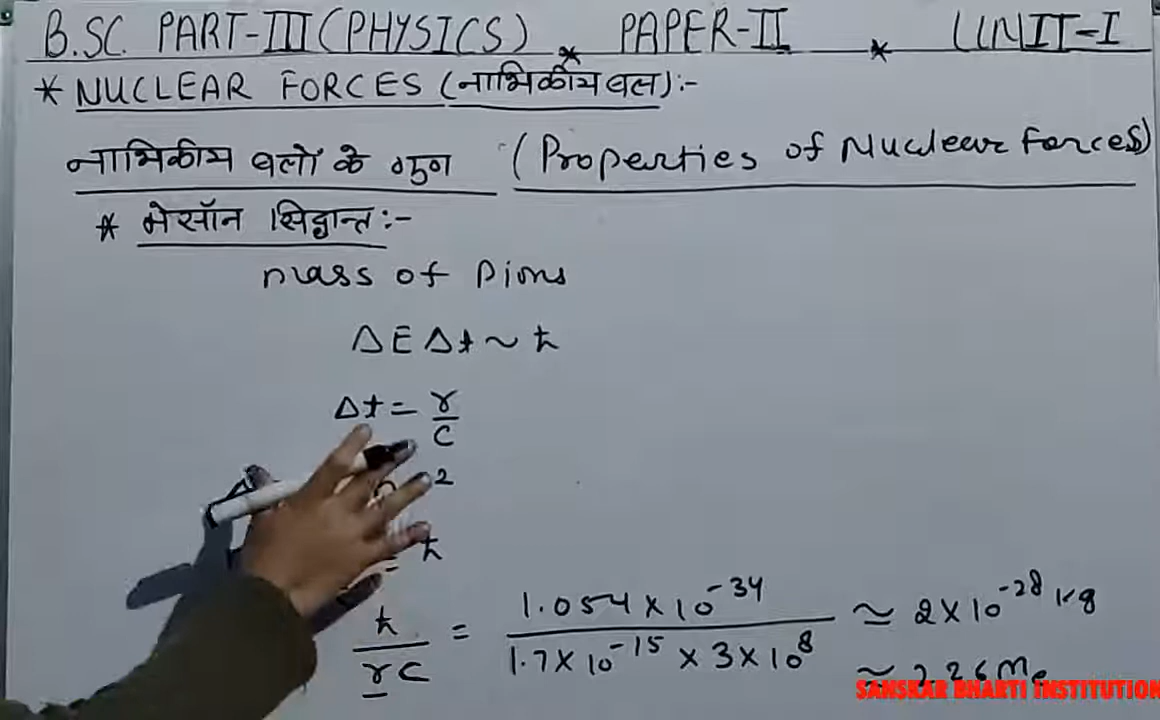 B.SC. PART-III (PHYSICS) * PAPER-II * UNIT-I
* NUCLEAR FORCES (नाभिकीय बल) :-
नाभिकीय बलों के गुण (Properties of Nuclear forces)
* मेसॉन सिद्धान्त :-
mass of pions
ΔEΔt ~ ħ
Δt = r/c
2
= ħ
ħ/rc = 1.054 × 10^-34 / 1.7 × 10^-15 × 3 × 10^8 ≃ 2 × 10^-28 kg
SANSKAR BHARTI INSTITUTION